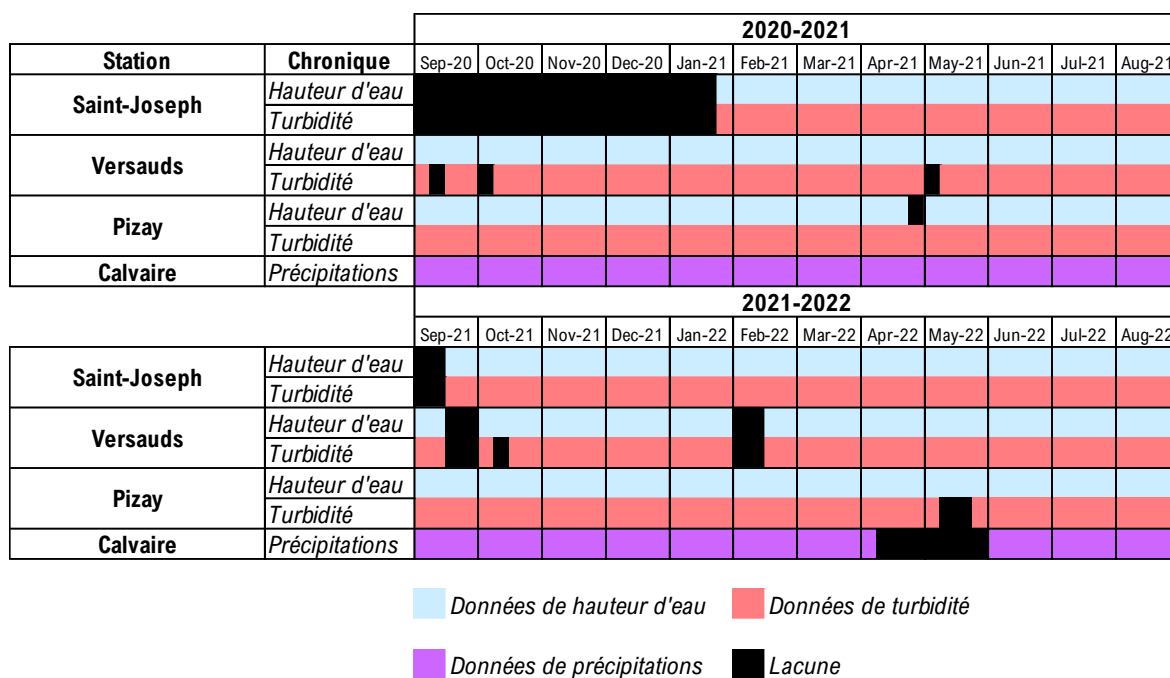 2020-2021
Station Chronique Sep-20 Oct-20 Nov-20 Dec-20 Jan-21 Feb-21 Mar-21 Apr-21 May-21 Jun-21 Jul-21 Aug-21
Saint-Joseph
Hauteur d'eau
Turbidité
Versauds
Hauteur d'eau
Turbidité
Pizay
Hauteur d'eau
Turbidité
Calvaire Précipitations
2021-2022
Sep-21 Oct-21 Nov-21 Dec-21 Jan-22 Feb-22 Mar-22 Apr-22 May-22 Jun-22 Jul-22 Aug-22
Saint-Joseph
Hauteur d'eau
Turbidité
Versauds
Hauteur d'eau
Turbidité
Pizay
Hauteur d'eau
Turbidité
Calvaire Précipitations
Données de hauteur d'eau Données de turbidité
Données de précipitations Lacune